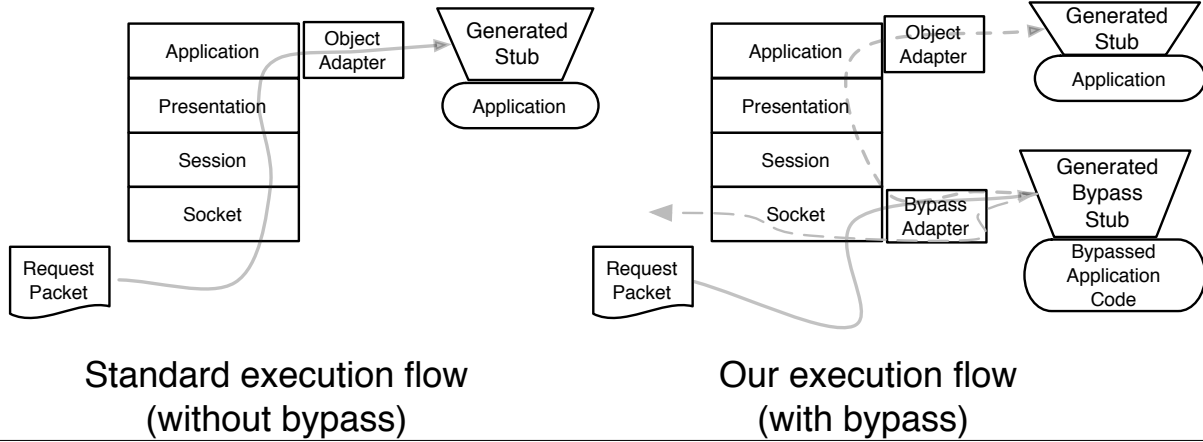 Application
Object
Adapter
Generated
Stub
Application
Presentation
Session
Socket
Request
Packet
Standard execution flow
(without bypass)
Application
Object
Adapter
Generated
Stub
Application
Presentation
Session
Socket
Bypass
Adapter
Generated
Bypass
Stub
Bypassed
Application
Code
Request
Packet
Our execution flow
(with bypass)